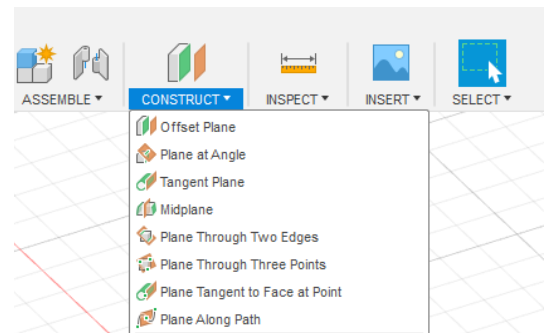 ASSEMBLE CONSTRUCT INSPECT INSERT SELECT
Offset Plane
Plane at Angle
Tangent Plane
Midplane
Plane Through Two Edges
Plane Through Three Points
Plane Tangent to Face at Point
Plane Along Path